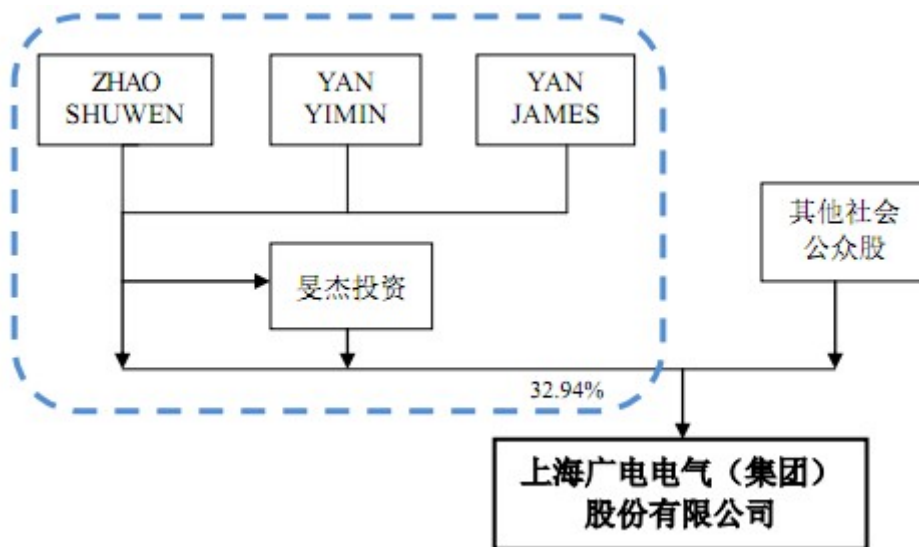 ZHAO
SHUWEN
YAN
YIMIN
YAN
JAMES
其他社会
公众股
旻杰投资
32.94%
上海广电电气（集团）
股份有限公司